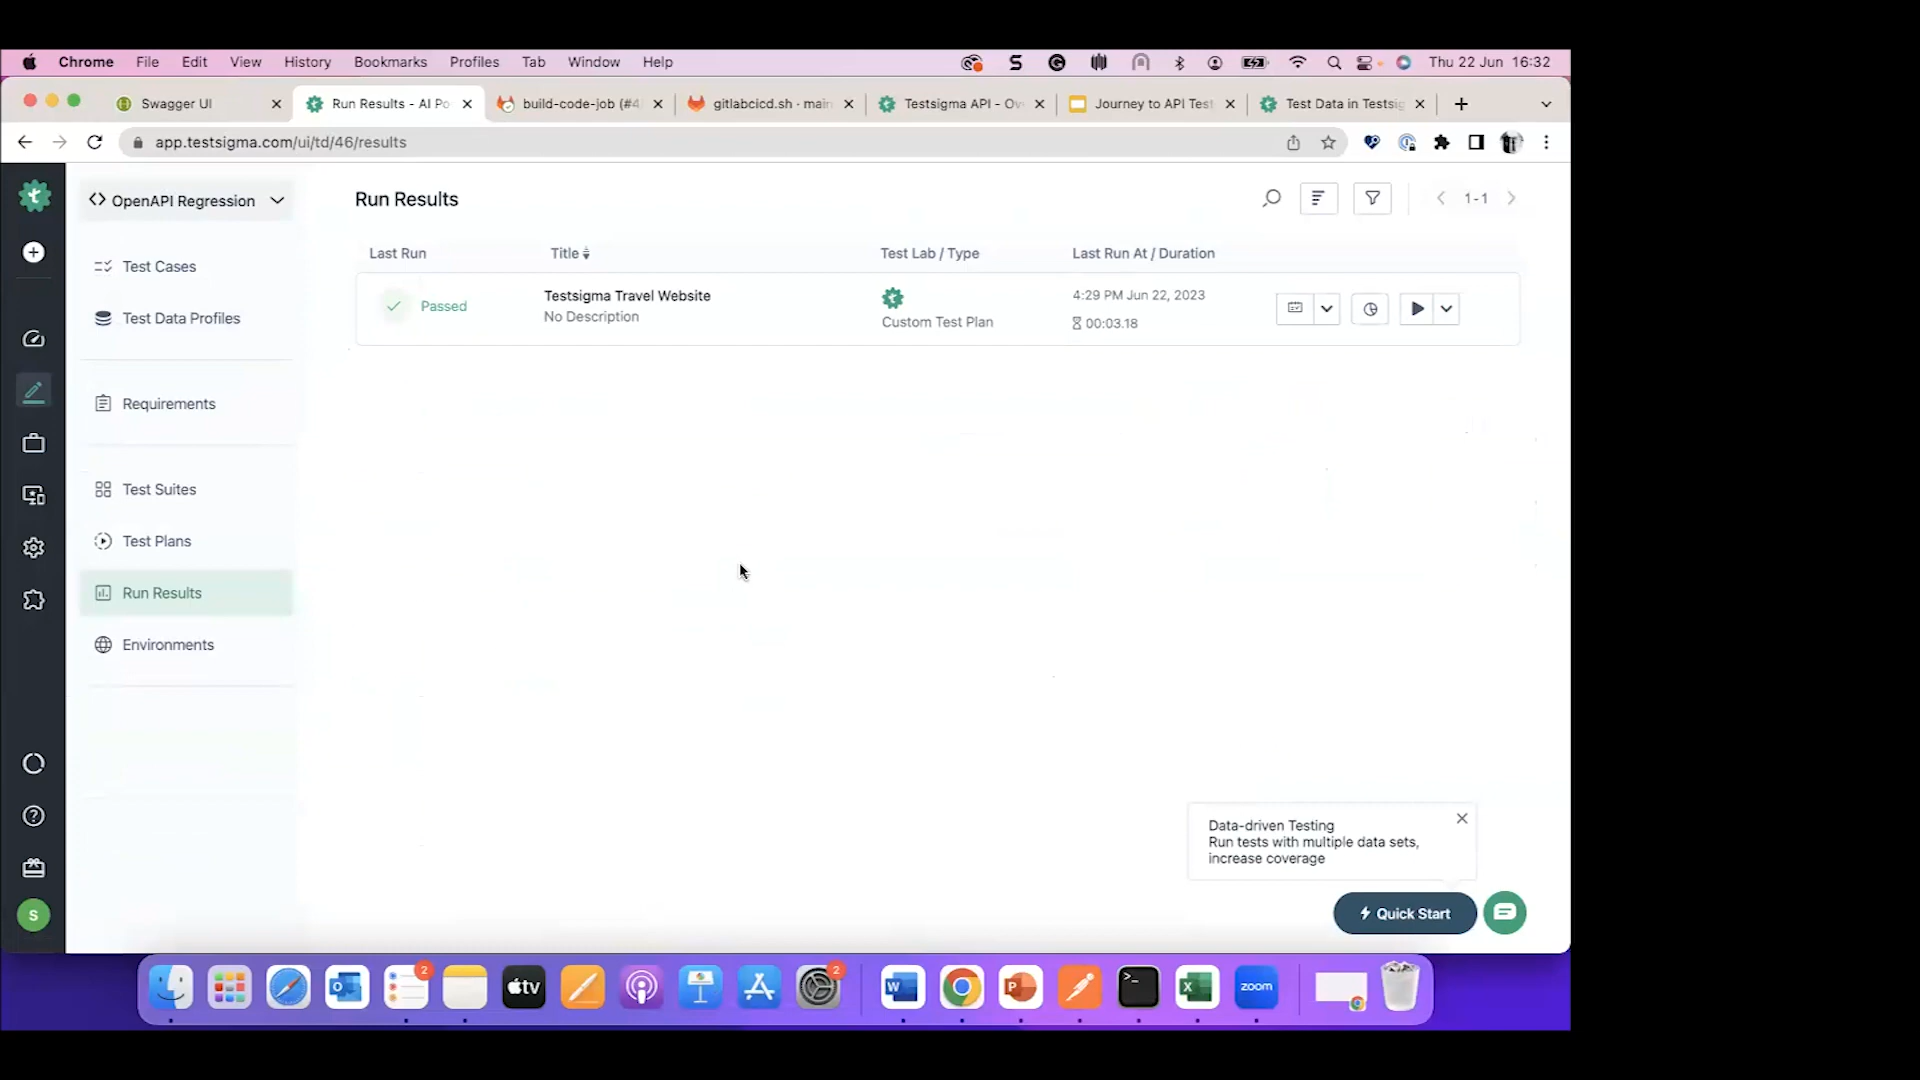 Chrome File Edit View History Bookmarks Profiles Tab Window Help Thu 22 Jun 16:32
Swagger UI Run Results - AI Po build-code-job (#4 gitlabcicd.sh · main Testsigma API - Ov Journey to API Test Test Data in Testsig
app.testsigma.com/ui/td/46/results
OpenAPI Regression
Test Cases
Test Data Profiles
Requirements
Test Suites
Test Plans
Run Results
Environments
S
Run Results
1-1
Last Run Title Test Lab / Type Last Run At / Duration
Passed
Testsigma Travel Website
No Description
Custom Test Plan
4:29 PM Jun 22, 2023
00:03.18
Data-driven Testing
Run tests with multiple data sets,
increase coverage
Quick Start
2
tv
2
W
P
X
zoom